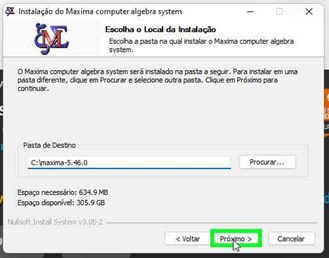 Instalação do Maxima computer algebra system
Escolha o Local da Instalação
Escolha a pasta na qual instalar o Maxima computer algebra system.
O Maxima computer algebra system será instalado na pasta a seguir. Para instalar em uma
pasta diferente, clique em Procurar e selecione outra pasta. Clique em Próximo para
continuar.
Pasta de Destino
C:\maxima-5.46.0
Procurar...
Espaço necessário: 634.9 MB
Espaço disponível: 305.9 GB
Nullsoft Install System v3.05-2
< Voltar
Próximo >
Cancelar